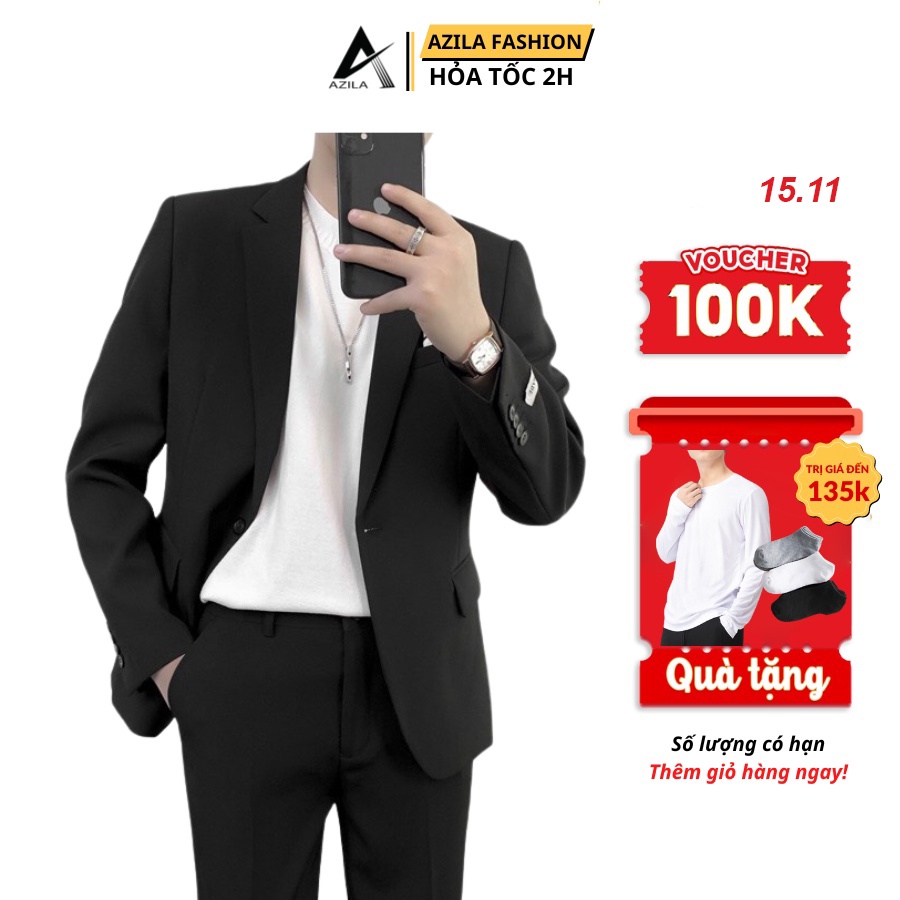 AZILA
AZILA FASHION
HỎA TỐC 2H
15.11
VOUCHER
100K
TRỊ GIÁ ĐẾN
135k
Quà tặng
Số lượng có hạn
Thêm giỏ hàng ngay!